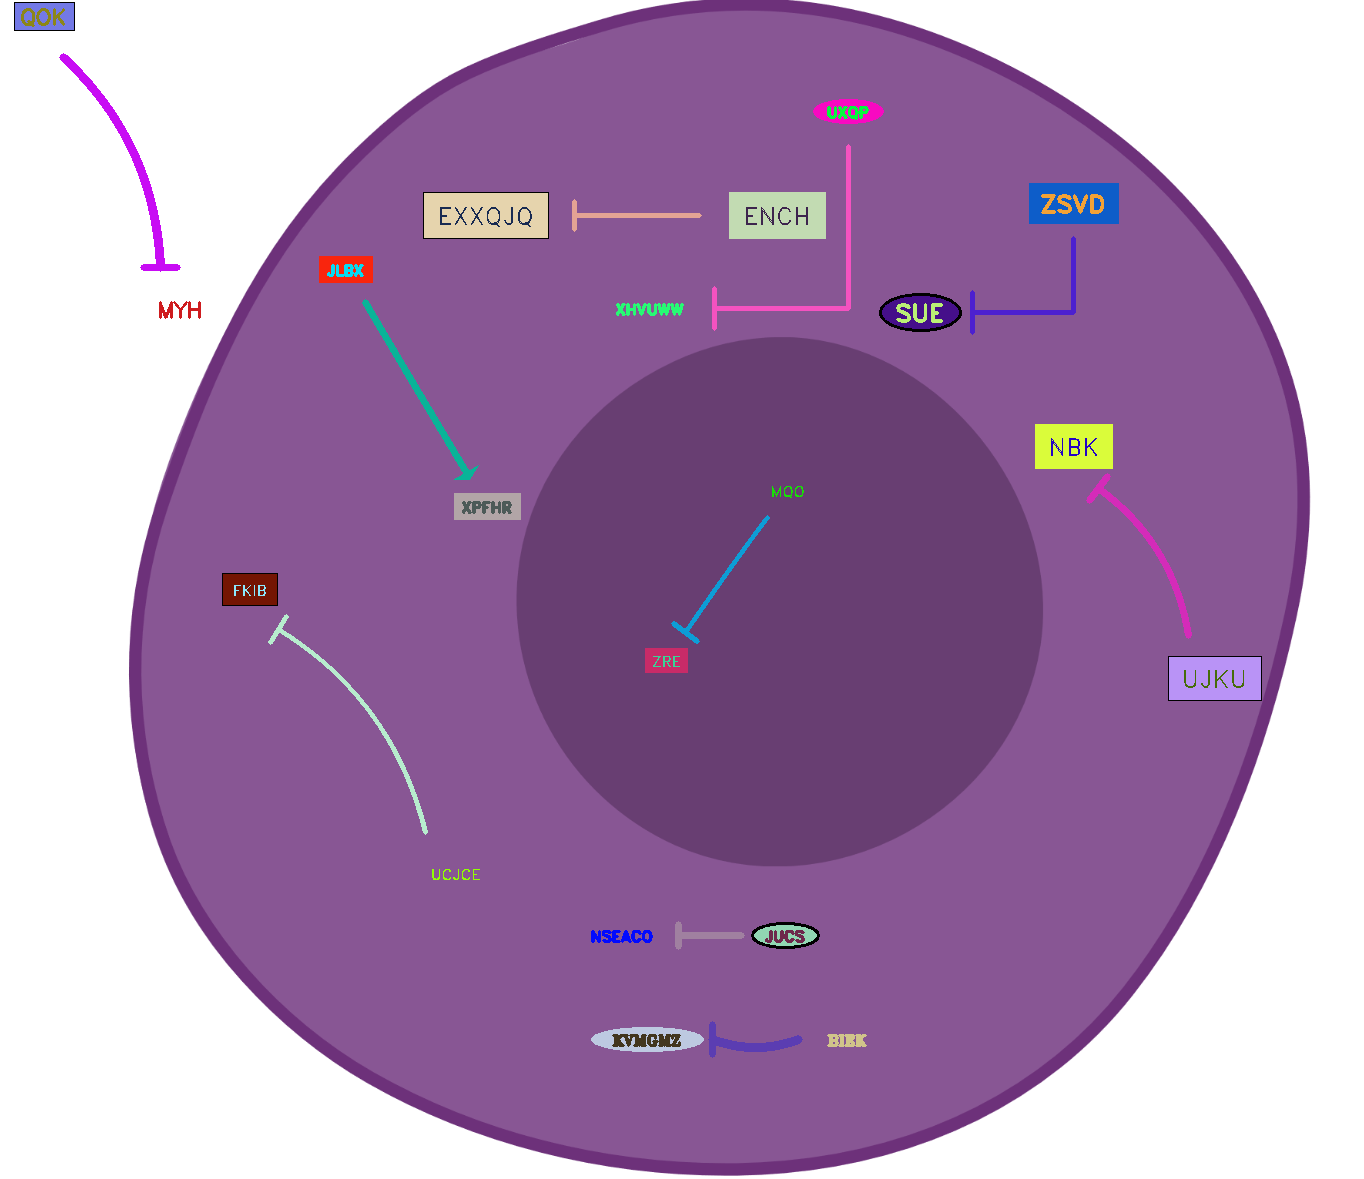 QOK
UXQP
ZSVD
EXXQJQ
ENCH
JLBX
MYH
XHVUWW
SUE
NBK
MQO
XPFHR
FKIB
ZRE
UJKU
UCJCE
NSEACO
JUCS
KVMGMZ
BIEK